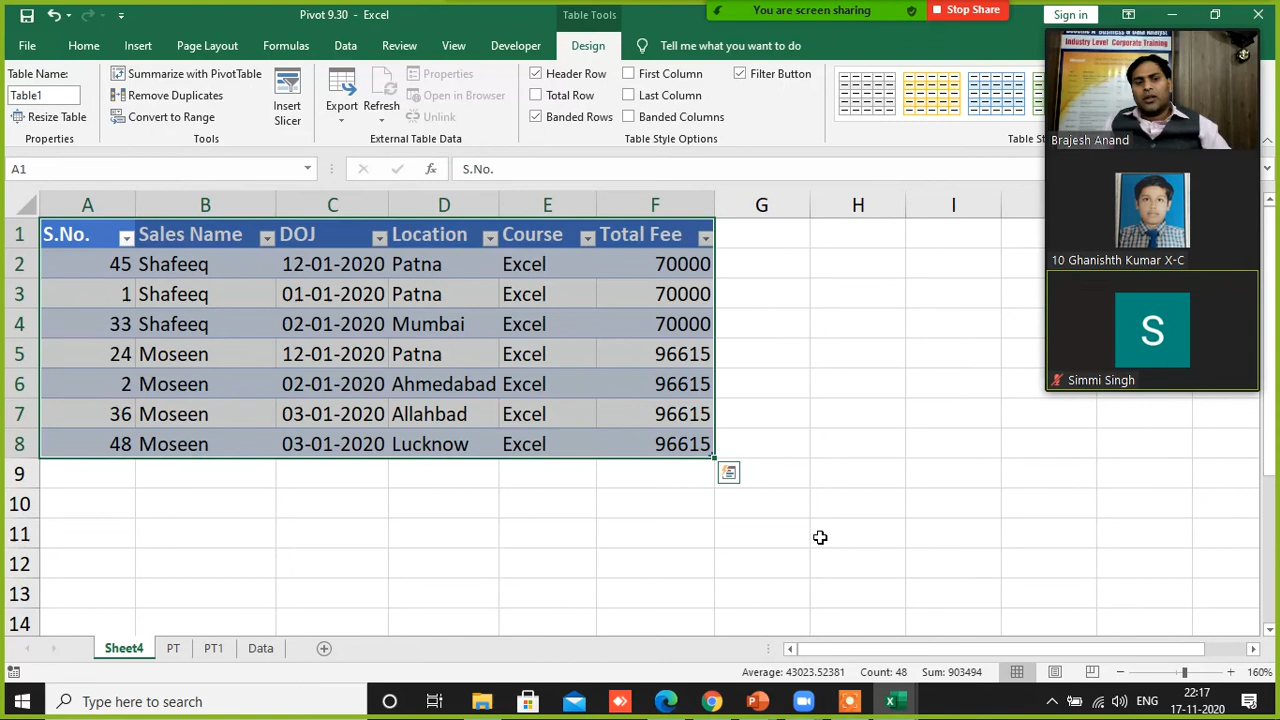 Pivot 9.30 - Excel
Table Tools
You are screen sharing
Stop Share
Sign in
File
Home
Insert
Page Layout
Formulas
Data
Review
View
Developer
Design
Tell me what you want to do
Table Name:
Table1
Resize Table
Properties
Summarize with PivotTable
Remove Duplicates
Convert to Range
Tools
Insert
Slicer
Export
Refresh
Properties
Open in Browser
Unlink
Header Row
Total Row
Banded Rows
First Column
Last Column
Banded Columns
Filter Button
Table Style Options
Industry Level Corporate Training
Brajesh Anand
10 Ghanishth Kumar X-C
S
Simmi Singh
A1
S.No.
A B C D E F G H I
1 S.No. Sales Name DOJ Location Course Total Fee
2 45 Shafeeq 12-01-2020 Patna Excel 70000
3 1 Shafeeq 01-01-2020 Patna Excel 70000
4 33 Shafeeq 02-01-2020 Mumbai Excel 70000
5 24 Moseen 12-01-2020 Patna Excel 96615
6 2 Moseen 02-01-2020 Ahmedabad Excel 96615
7 36 Moseen 03-01-2020 Allahbad Excel 96615
8 48 Moseen 03-01-2020 Lucknow Excel 96615
9
10
11
12
13
14
Sheet4 PT PT1 Data
Average: 43023.52381 Count: 48 Sum: 903494
160%
Type here to search
ENG
22:17
17-11-2020